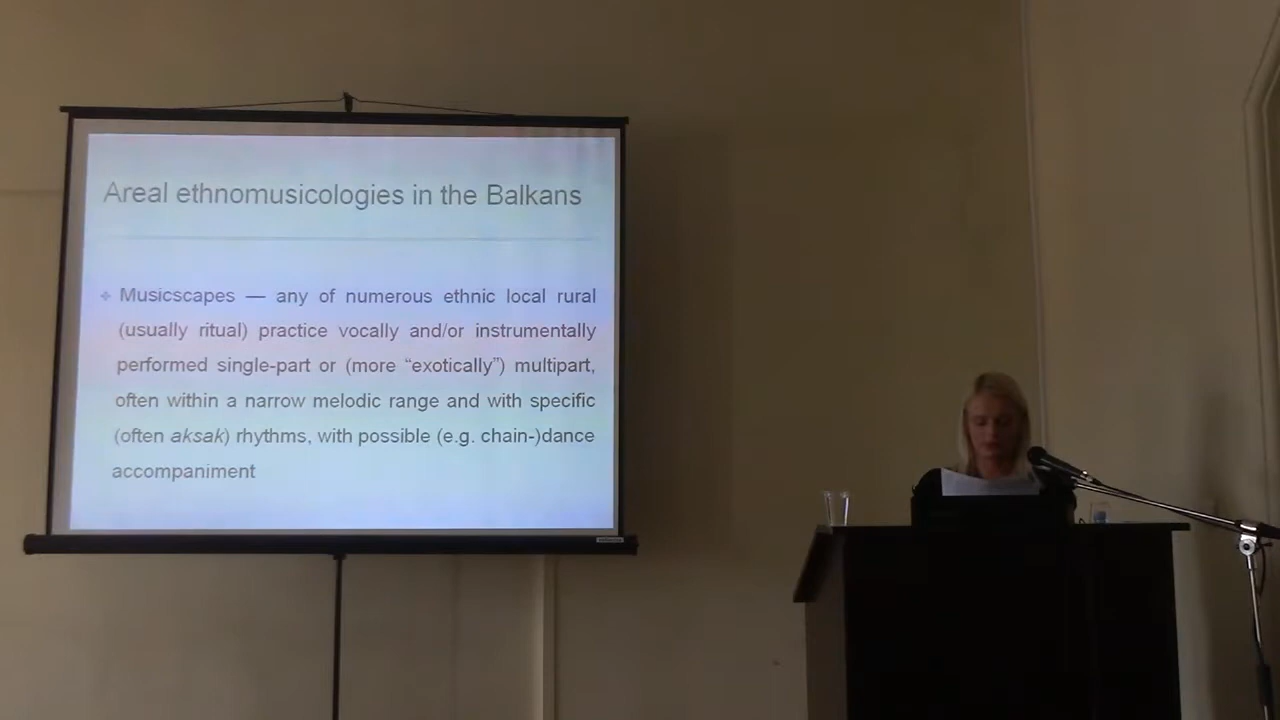 Areal ethnomusicologies in the Balkans
Musicscapes — any of numerous ethnic local rural
(usually ritual) practice vocally and/or instrumentally
performed single-part or (more “exotically”) multipart,
often within a narrow melodic range and with specific
(often aksak) rhythms, with possible (e.g. chain-)dance
accompaniment